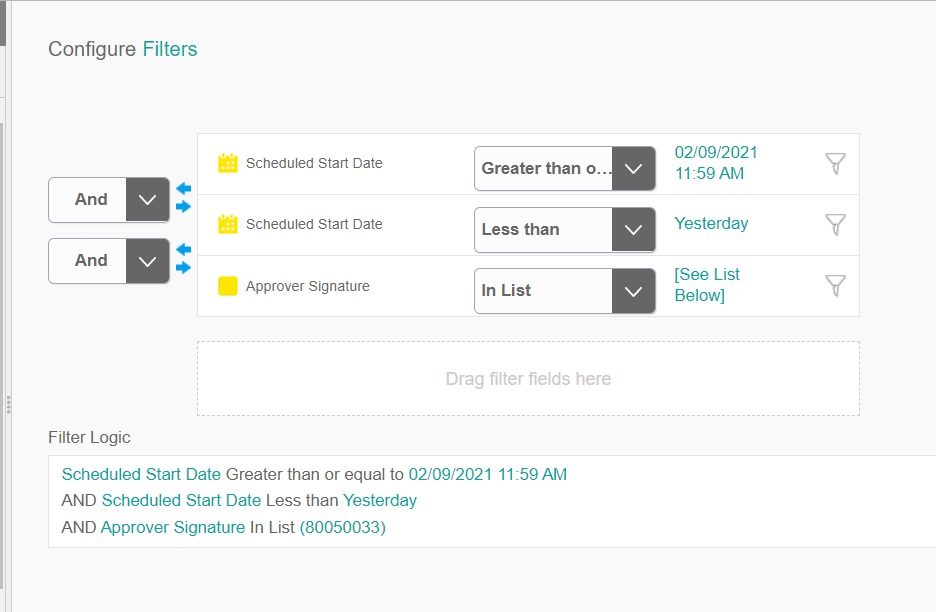 Configure Filters
Scheduled Start Date
Greater than o...
02/09/2021
11:59 AM
And
Scheduled Start Date
Less than
Yesterday
And
Approver Signature
In List
[See List
Below]
Drag filter fields here
Filter Logic
Scheduled Start Date Greater than or equal to 02/09/2021 11:59 AM
AND Scheduled Start Date Less than Yesterday
AND Approver Signature In List (80050033)